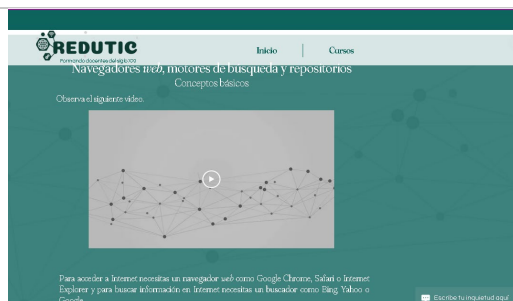 REDUTIC
Formando docentes del siglo XXI
Inicio
Cursos
Navegadores web, motores de búsqueda y repositorios
Conceptos básicos
Observa el siguiente video.
Para acceder a Internet necesitas un navegador web como Google Chrome, Safari o Internet
Explorer y para buscar información en Internet necesitas un buscador como Bing, Yahoo o
Google.
Escribe tu inquietud aquí